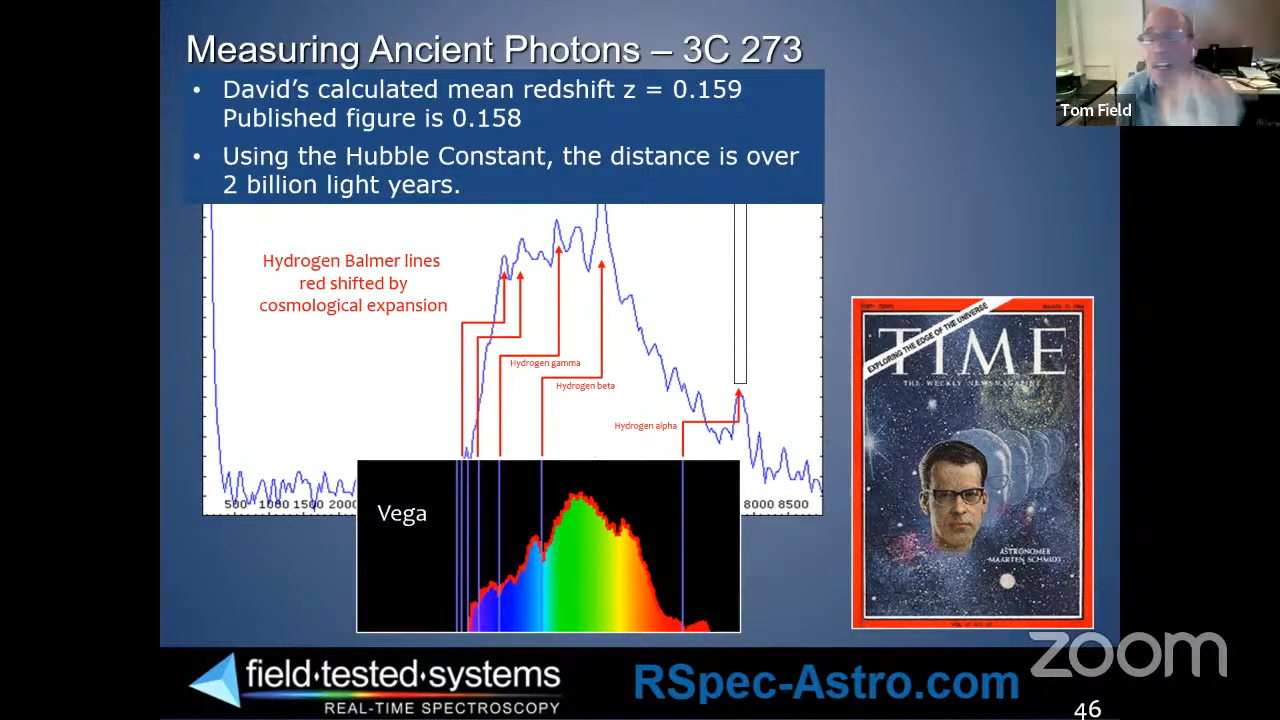 Measuring Ancient Photons – 3C 273
• David’s calculated mean redshift z = 0.159
Published figure is 0.158
• Using the Hubble Constant, the distance is over
2 billion light years.
Tom Field
Hydrogen Balmer lines
red shifted by
cosmological expansion
Hydrogen gamma
Hydrogen beta
Hydrogen alpha
500 1000 1500 2000
8000 8500
Vega
EXPLORING THE EDGE OF THE UNIVERSE
TIME
THE WEEKLY NEWSMAGAZINE
ASTRONOMER
MAARTEN SCHMIDT
zoom
field·tested·systems
REAL-TIME SPECTROSCOPY
RSpec-Astro.com
46